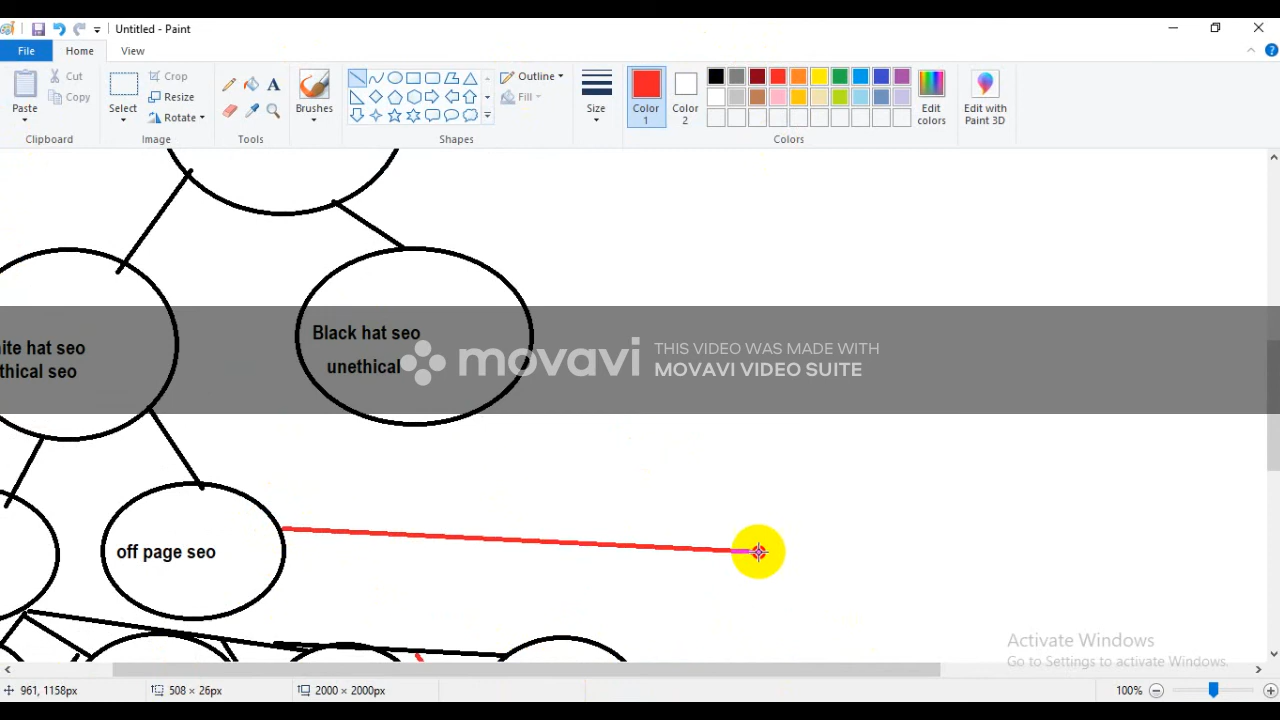 Untitled - Paint
File Home View
Paste
Cut
Copy
Clipboard
Select
Crop
Resize
Rotate
Image
Tools
Brushes
Shapes
Outline
Fill
Size
Color 1
Color 2
Edit colors
Colors
Edit with Paint 3D
Black hat seo
unethical
ite hat seo
thical seo
movavi
THIS VIDEO WAS MADE WITH
MOVAVI VIDEO SUITE
off page seo
Activate Windows
Go to Settings to activate Windows.
961, 1158px
508 × 26px
2000 × 2000px
100%